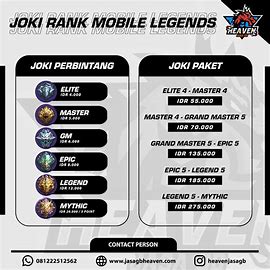 JOKI RANK MOBILE LEGENDS
HEAVEN
JOKI PERBINTANG
ELITE
IDR 4.000
MASTER
IDR 5.000
GM
IDR 6.000
EPIC
IDR 8.000
LEGEND
IDR 12.000
MYTHIC
JOKI PAKET
ELITE 4 - MASTER 4
IDR 55.000
MASTER 4 - GRAND MASTER 5
IDR 70.000
GRAND MASTER 5 - EPIC 5
IDR 135.000
EPIC 5 - LEGEND 5
IDR 185.000
LEGEND 5 - MYTHIC
IDR 275.000
HEAVEN
CONTACT PERSON
081222512562
www.jasagbheaven.com
heavenjasagb